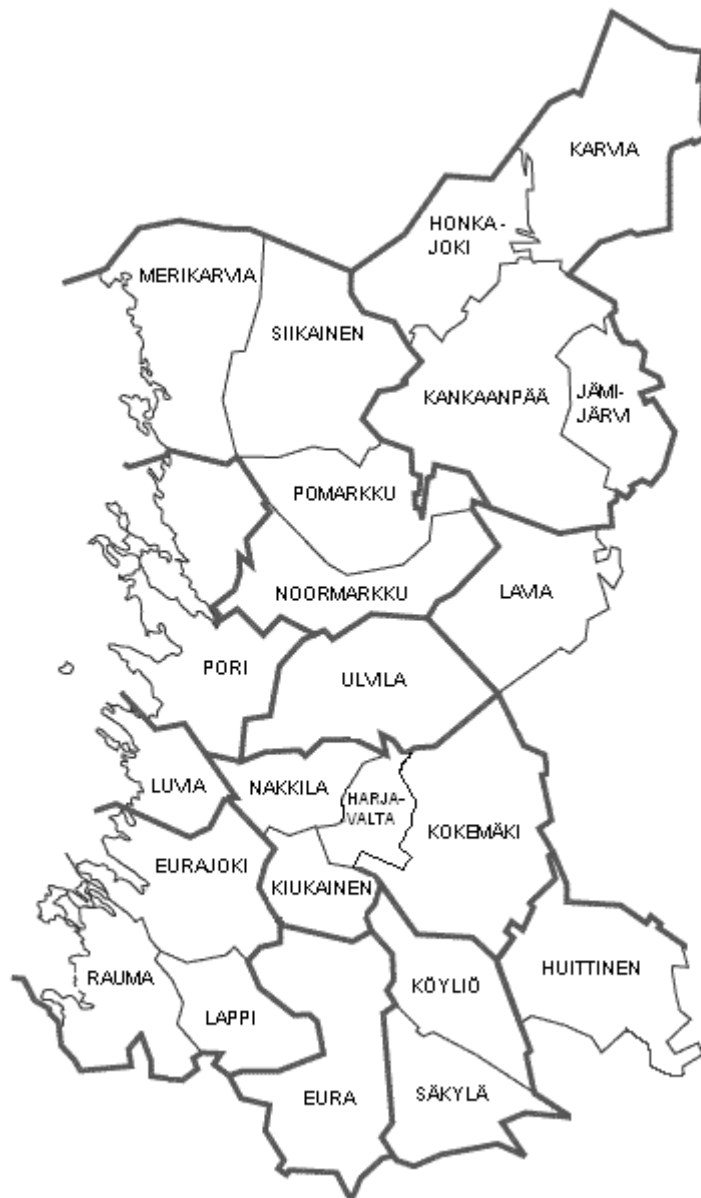 KARVIA
HONKA-
JOKI
MERIKARVIA
SIIKAINEN
KANKAANPÄÄ
JÄMI-
JÄRVI
POMARKKU
NOORMARKKU
LAVIA
PORI
ULVILA
LUVIA
NAKKILA
HARJA-
VALTA
KOKEMÄKI
EURAJOKI
KIUKAINEN
RAUMA
LAPPI
KÖYLIÖ
HUITTINEN
EURA
SÄKYLÄ